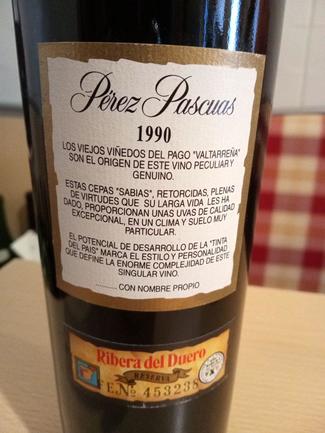 Pérez Pascuas
1990
LOS VIEJOS VIÑEDOS DEL PAGO "VALTARREÑA"
SON EL ORIGEN DE ESTE VINO PECULIAR Y
GENUINO.
ESTAS CEPAS "SABIAS", RETORCIDAS, PLENAS
DE VIRTUDES QUE SU LARGA VIDA LES HA
DADO, PROPORCIONAN UNAS UVAS DE CALIDAD
EXCEPCIONAL, EN UN CLIMA Y SUELO MUY
PARTICULAR.
EL POTENCIAL DE DESARROLLO DE LA "TINTA
DEL PAIS" MARCA EL ESTILO Y PERSONALIDAD
QUE DEFINE LA ENORME COMPLEJIDAD DE ESTE
SINGULAR VINO.
........ CON NOMBRE PROPIO
Ribera del Duero
RESERVA
FE.Nº 453238